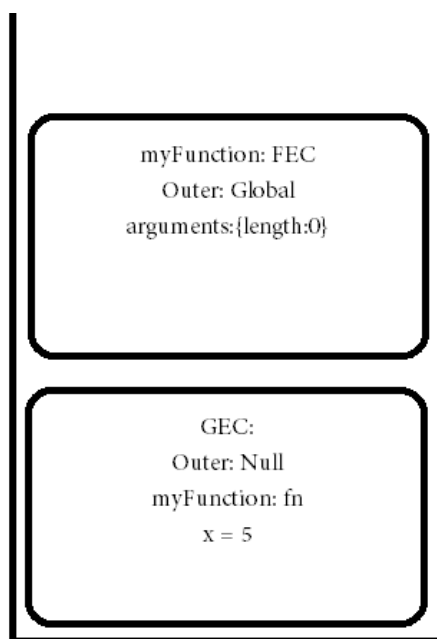 myFunction: FEC
Outer: Global
arguments:{length:0}
GEC:
Outer: Null
myFunction: fn
x = 5